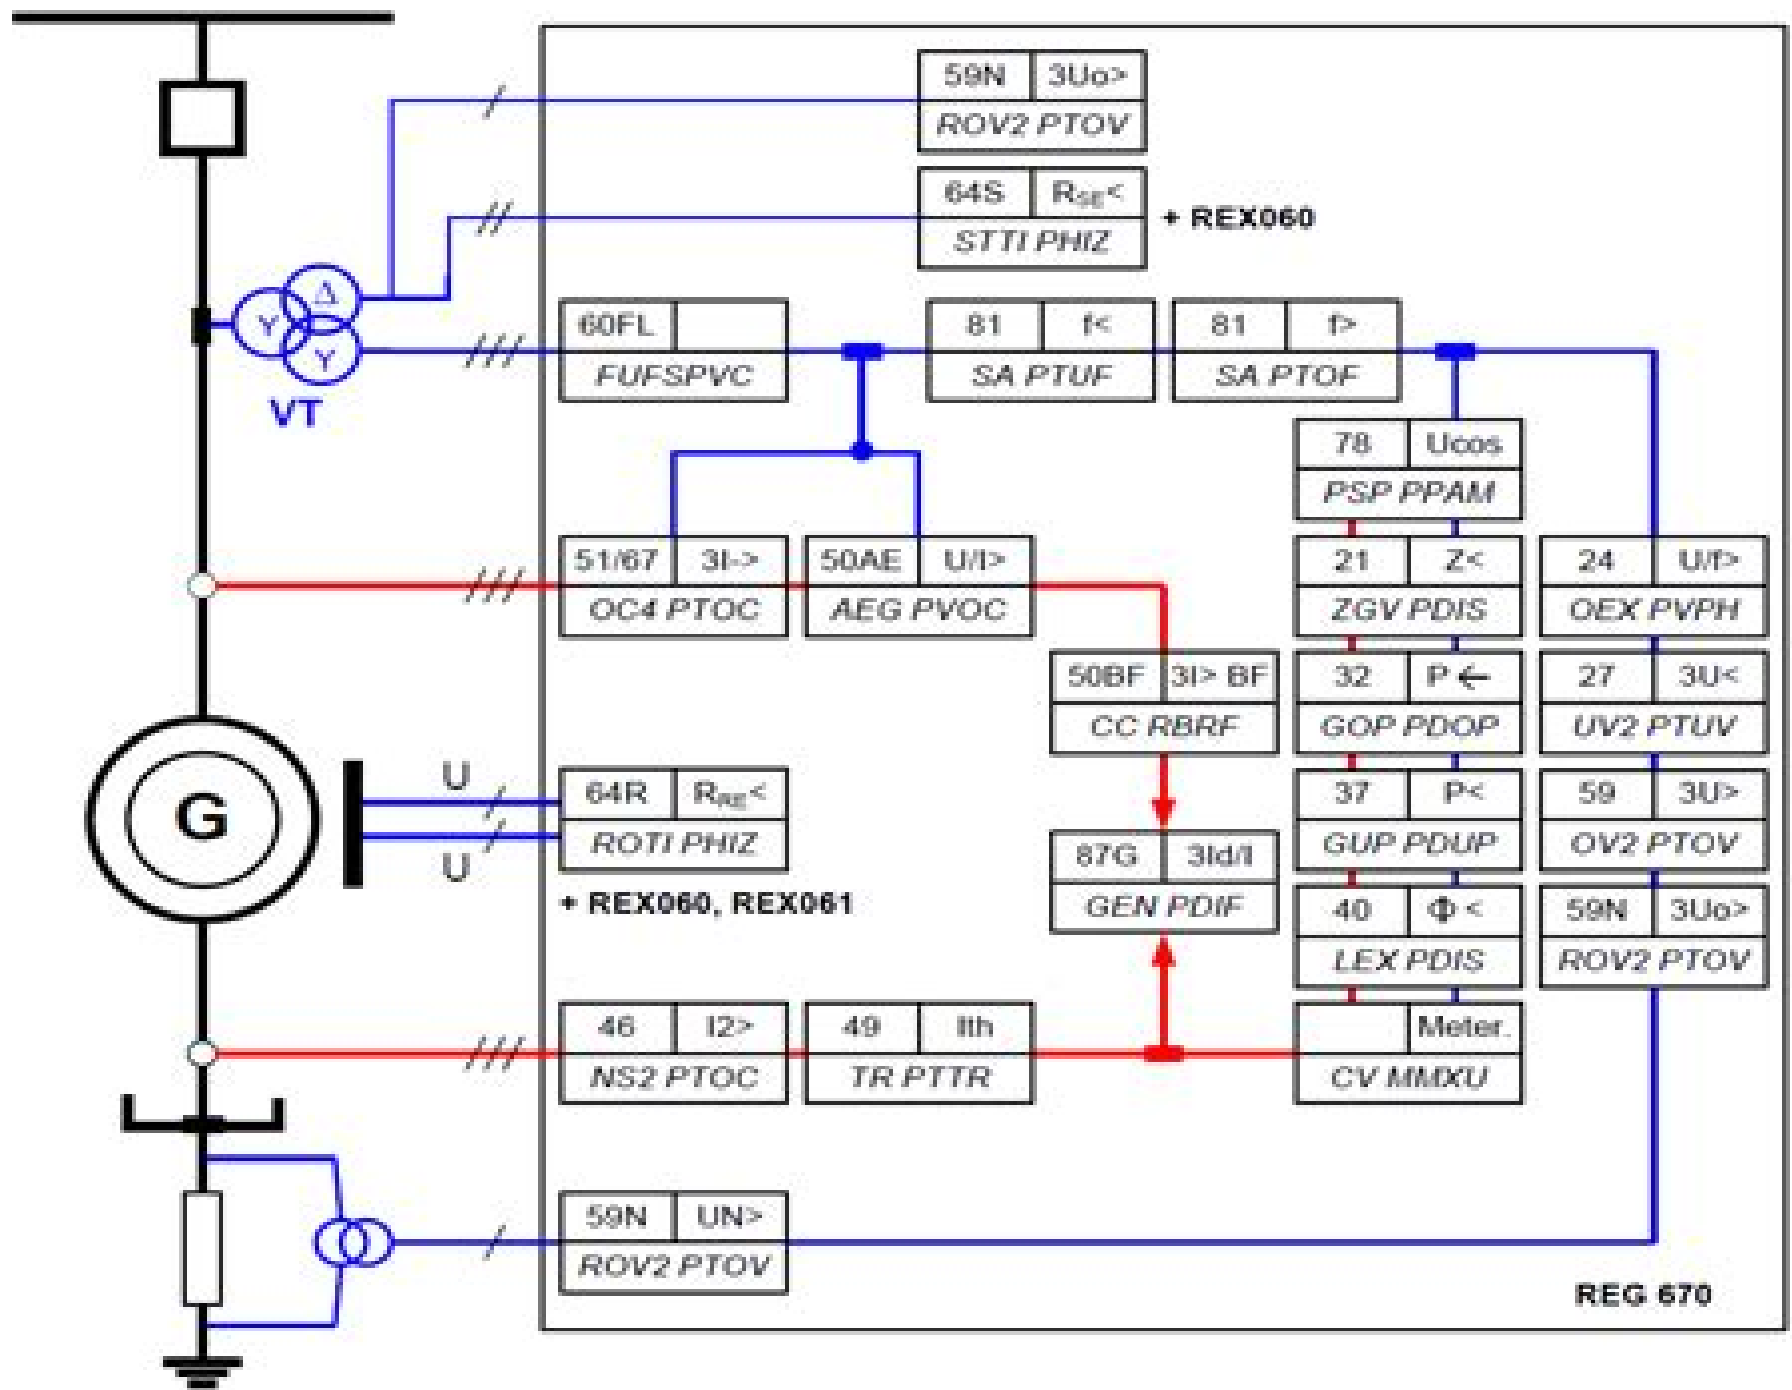 59N 3Uo>
ROV2 PTOV
64S RSE<
STTI PHIZ
+ REX060
Y Δ
Y
VT
60FL
FUFSPVC
81 f<
SA PTUF
81 f>
SA PTOF
78 Ucos
PSP PPAM
51/67 3I->
OC4 PTOC
50AE U/I>
AEG PVOC
21 Z<
ZGV PDIS
24 U/f>
OEX PVPH
50BF 3I> BF
CC RBRF
32 P ←
GOP PDOP
27 3U<
UV2 PTUV
G
U
U
64R RRE<
ROTI PHIZ
+ REX060, REX061
87G 3Id/I
GEN PDIF
37 P<
GUP PDUP
59 3U>
OV2 PTOV
40 Φ <
LEX PDIS
59N 3Uo>
ROV2 PTOV
46 I2>
NS2 PTOC
49 Ith
TR PTTR
Meter.
CV MMXU
59N UN>
ROV2 PTOV
REG 670